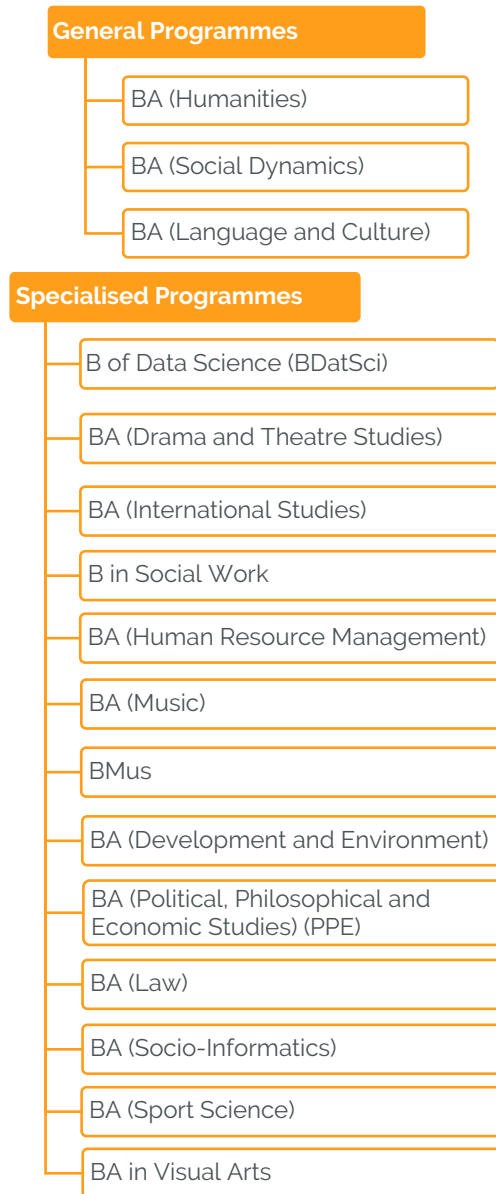 General Programmes
BA (Humanities)
BA (Social Dynamics)
BA (Language and Culture)
Specialised Programmes
B of Data Science (BDatSci)
BA (Drama and Theatre Studies)
BA (International Studies)
B in Social Work
BA (Human Resource Management)
BA (Music)
BMus
BA (Development and Environment)
BA (Political, Philosophical and
Economic Studies) (PPE)
BA (Law)
BA (Socio-Informatics)
BA (Sport Science)
BA in Visual Arts